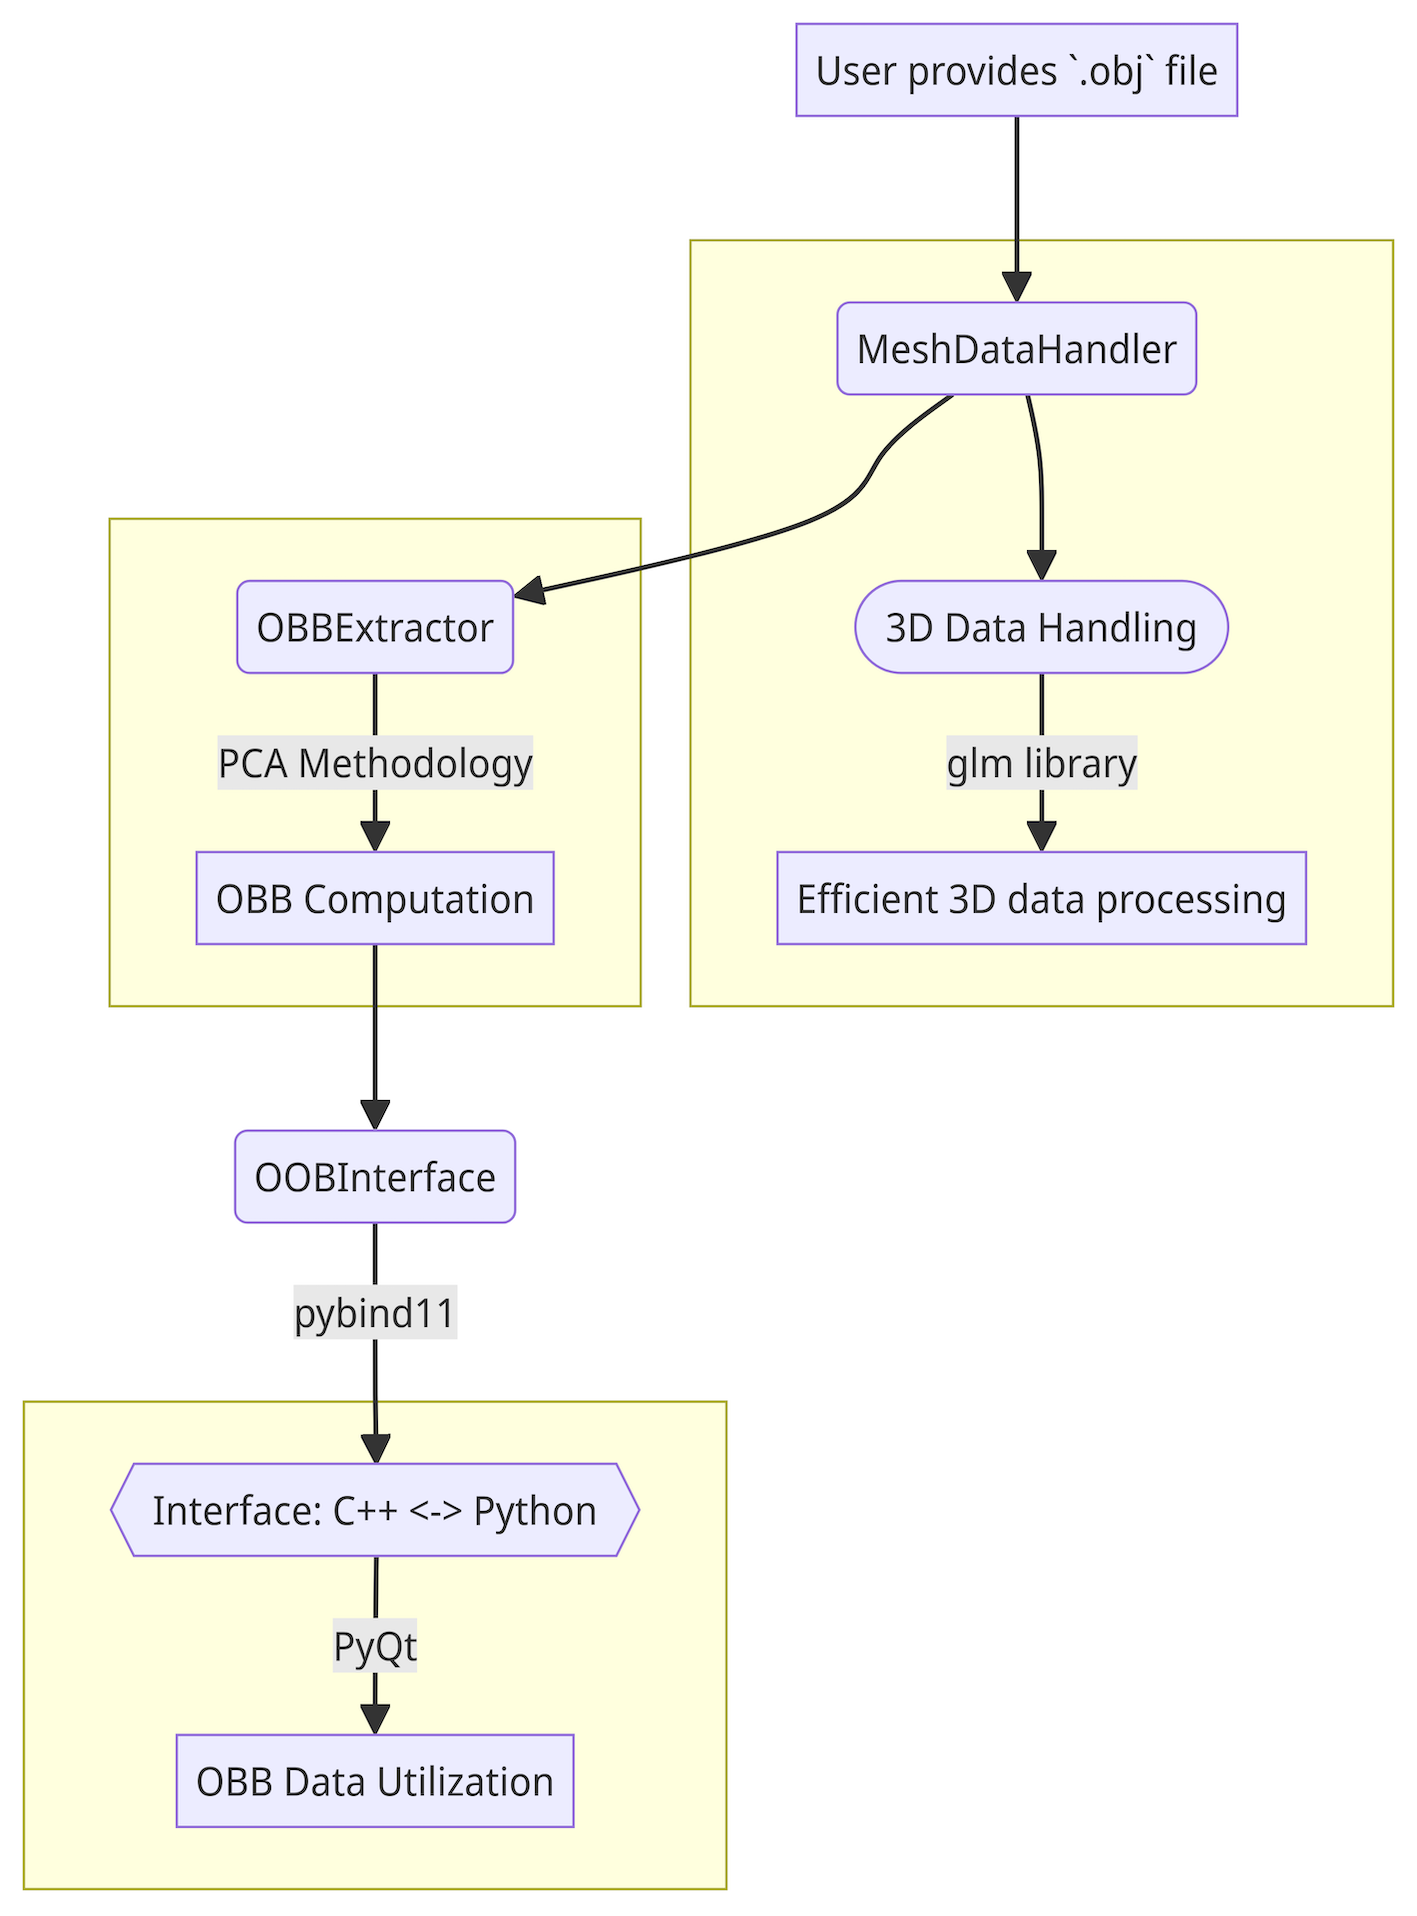 User provides `.obj` file
MeshDataHandler
OBBExtractor
3D Data Handling
PCA Methodology
glm library
OBB Computation
Efficient 3D data processing
OOBInterface
pybind11
Interface: C++ <-> Python
PyQt
OBB Data Utilization